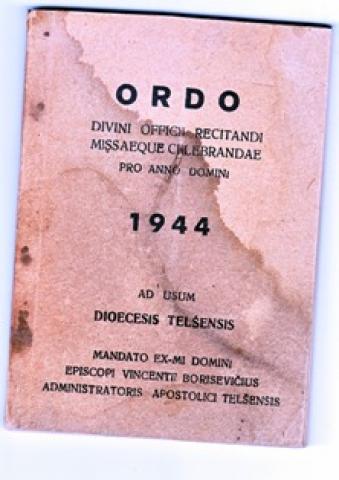 ORDO
DIVINI OFFICII RECITANDI
MISSAEQUE CELEBRANDAE
PRO ANNO DOMINI
1944
AD USUM
DIOECESIS TELŠENSIS
MANDATO EX-MI DOMINI
EPISCOPI VINCENTII BORISEVIČIUS
ADMINISTRATORIS APOSTOLICI TELŠENSIS